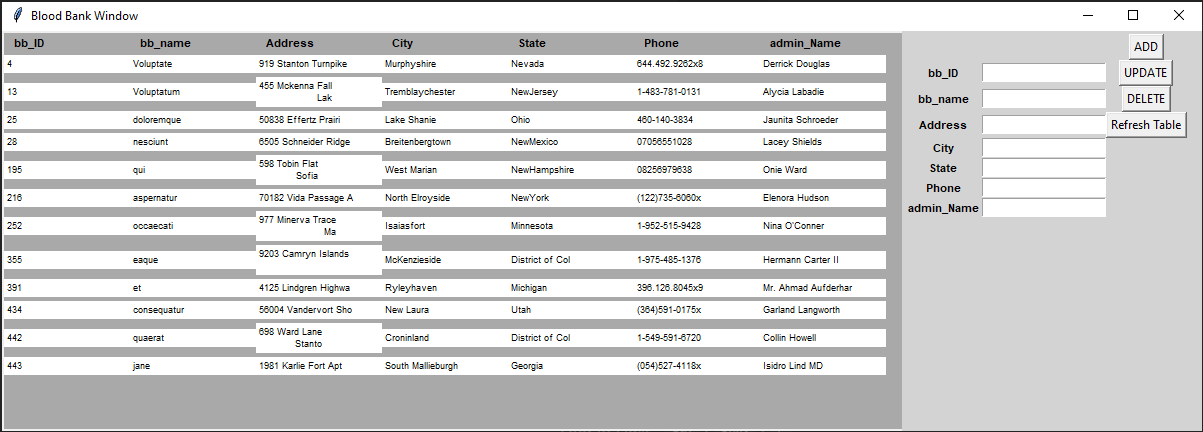 Blood Bank Window
bb_ID bb_name Address City State Phone admin_Name
4 Voluptate 919 Stanton Turnpike Murphyshire Nevada 644.492.9262x8 Derrick Douglas
13 Voluptatum 455 Mckenna Fall Lak Tremblaychester NewJersey 1-483-781-0131 Alycia Labadie
25 doloremque 50838 Effertz Prairi Lake Shanie Ohio 460-140-3834 Jaunita Schroeder
28 nesciunt 6505 Schneider Ridge Breitenbergtown NewMexico 07056551028 Lacey Shields
195 qui 598 Tobin Flat Sofia West Marian NewHampshire 08256979638 Onie Ward
216 aspernatur 70182 Vida Passage A North Elroyside NewYork (122)735-6060x Elenora Hudson
252 occaecati 977 Minerva Trace Ma Isaiasfort Minnesota 1-952-515-9428 Nina O'Conner
355 eaque 9203 Camryn Islands McKenzieside District of Col 1-975-485-1376 Hermann Carter II
391 et 4125 Lindgren Highwa Ryleyhaven Michigan 396.126.8045x9 Mr. Ahmad Aufderhar
434 consequatur 56004 Vandervort Sho New Laura Utah (364)591-0175x Garland Langworth
442 quaerat 698 Ward Lane Stanto Croninland District of Col 1-549-591-6720 Collin Howell
443 jane 1981 Karlie Fort Apt South Mallieburgh Georgia (054)527-4118x Isidro Lind MD
ADD
bb_ID UPDATE
bb_name DELETE
Address Refresh Table
City
State
Phone
admin_Name